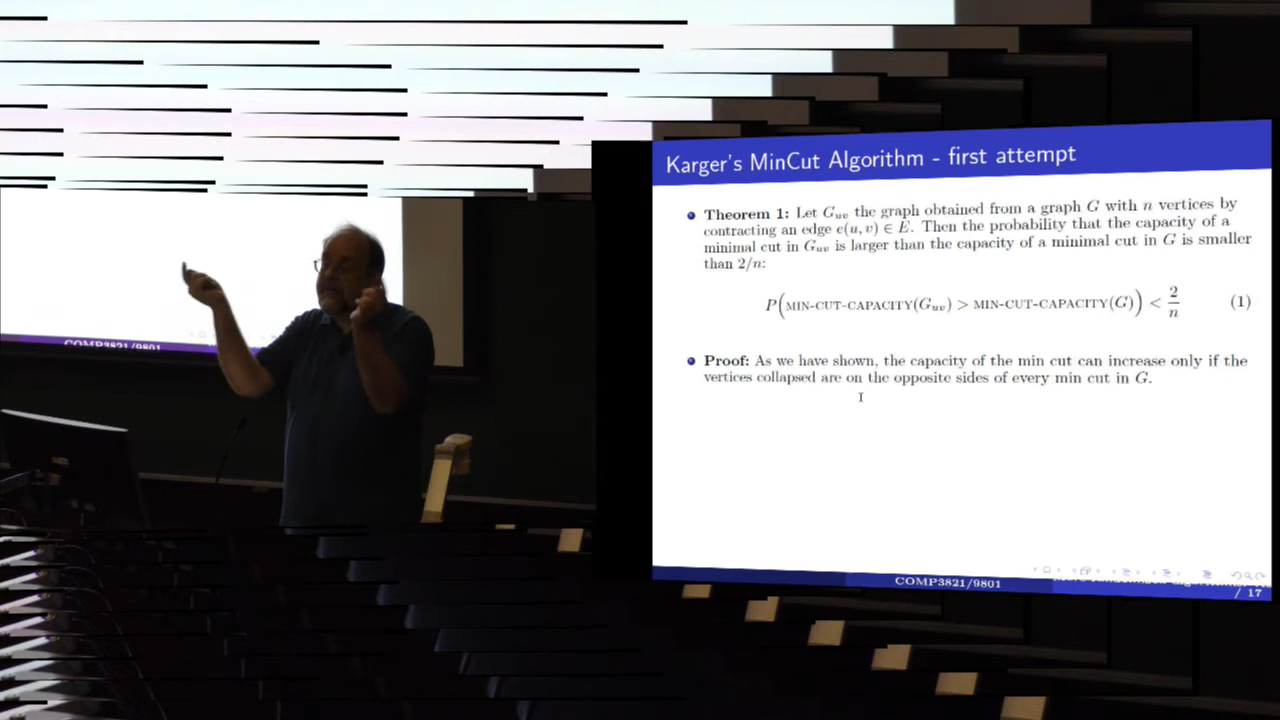 Karger's MinCut Algorithm - first attempt
Theorem 1: Let G_uv the graph obtained from a graph G with n vertices by
contracting an edge e(u, v) ∈ E. Then the probability that the capacity of a
minimal cut in G_uv is larger than the capacity of a minimal cut in G is smaller
than 2/n:
P(MIN-CUT-CAPACITY(G_uv) > MIN-CUT-CAPACITY(G)) < 2/n (1)
Proof: As we have shown, the capacity of the min cut can increase only if the
vertices collapsed are on the opposite sides of every min cut in G.
COMP3821/9801
/ 17
COMP3821/9801